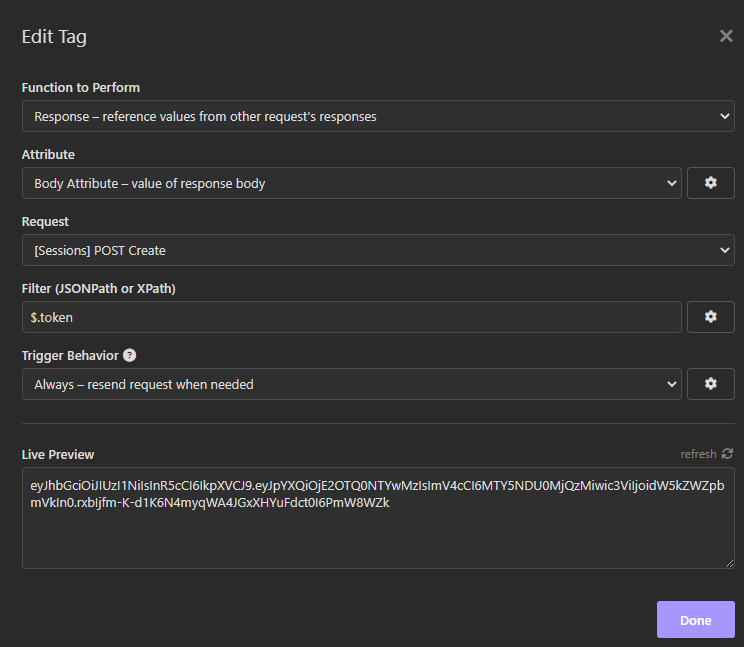 Edit Tag
Function to Perform
Response – reference values from other request's responses
Attribute
Body Attribute – value of response body
Request
[Sessions] POST Create
Filter (JSONPath or XPath)
$.token
Trigger Behavior ?
Always – resend request when needed
Live Preview
refresh
eyJhbGciOiJIUzI1NiIsInR5cCI6IkpXVCJ9.eyJpYXQiOjE2OTQ0NTYwMzIsImV4cCI6MTY5NDU0MjQzMiwic3ViIjoidW5kZWZpb
mVkIn0.rxbIjfm-K-d1K6N4myqWA4JGxXHYuFdct0I6PmW8WZk
Done